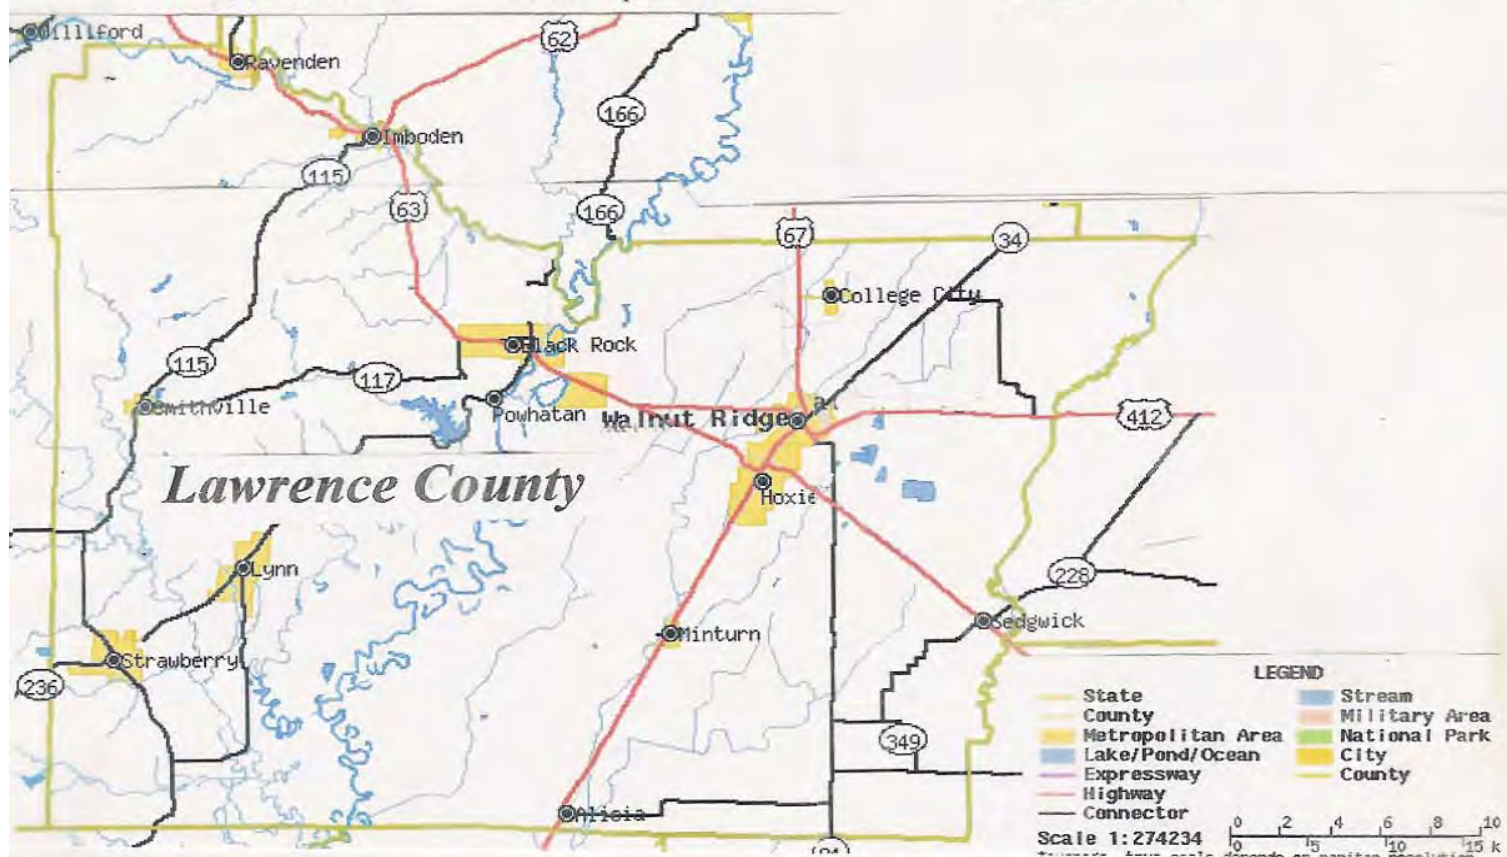 Williford
62
Ravenden
166
Imboden
115
63
166
67
34
College City
Black Rock
115
117
Smithville
Powhatan
Walnut Ridge
412
Lawrence County
Hoxie
Lynn
228
Sedgwick
Minturn
Strawberry
236
349
Alicia
LEGEND
State
County
Metropolitan Area
Lake/Pond/Ocean
Expressway
Highway
Connector
Stream
Military Area
National Park
City
County
Scale 1:274234
0 2 4 6 8 10
0 5 10 15 k